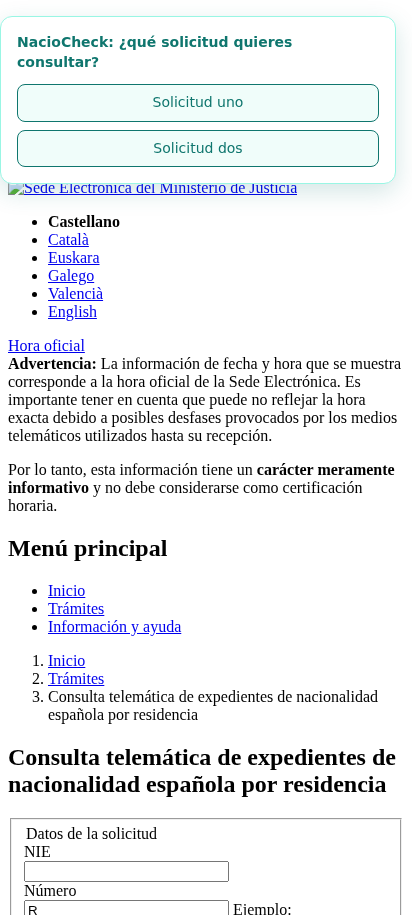 NacioCheck: ¿qué solicitud quieres
consultar?
Solicitud uno
Solicitud dos
Sede Electrónica del Ministerio de Justicia
Castellano
Català
Euskara
Galego
Valencià
English
Hora oficial
Advertencia: La información de fecha y hora que se muestra
corresponde a la hora oficial de la Sede Electrónica. Es
importante tener en cuenta que puede no reflejar la hora
exacta debido a posibles desfases provocados por los medios
telemáticos utilizados hasta su recepción.
Por lo tanto, esta información tiene un carácter meramente
informativo y no debe considerarse como certificación
horaria.
Menú principal
Inicio
Trámites
Información y ayuda
1. Inicio
2. Trámites
3. Consulta telemática de expedientes de nacionalidad
española por residencia
Consulta telemática de expedientes de
nacionalidad española por residencia
Datos de la solicitud
NIE
Número
R Ejemplo: